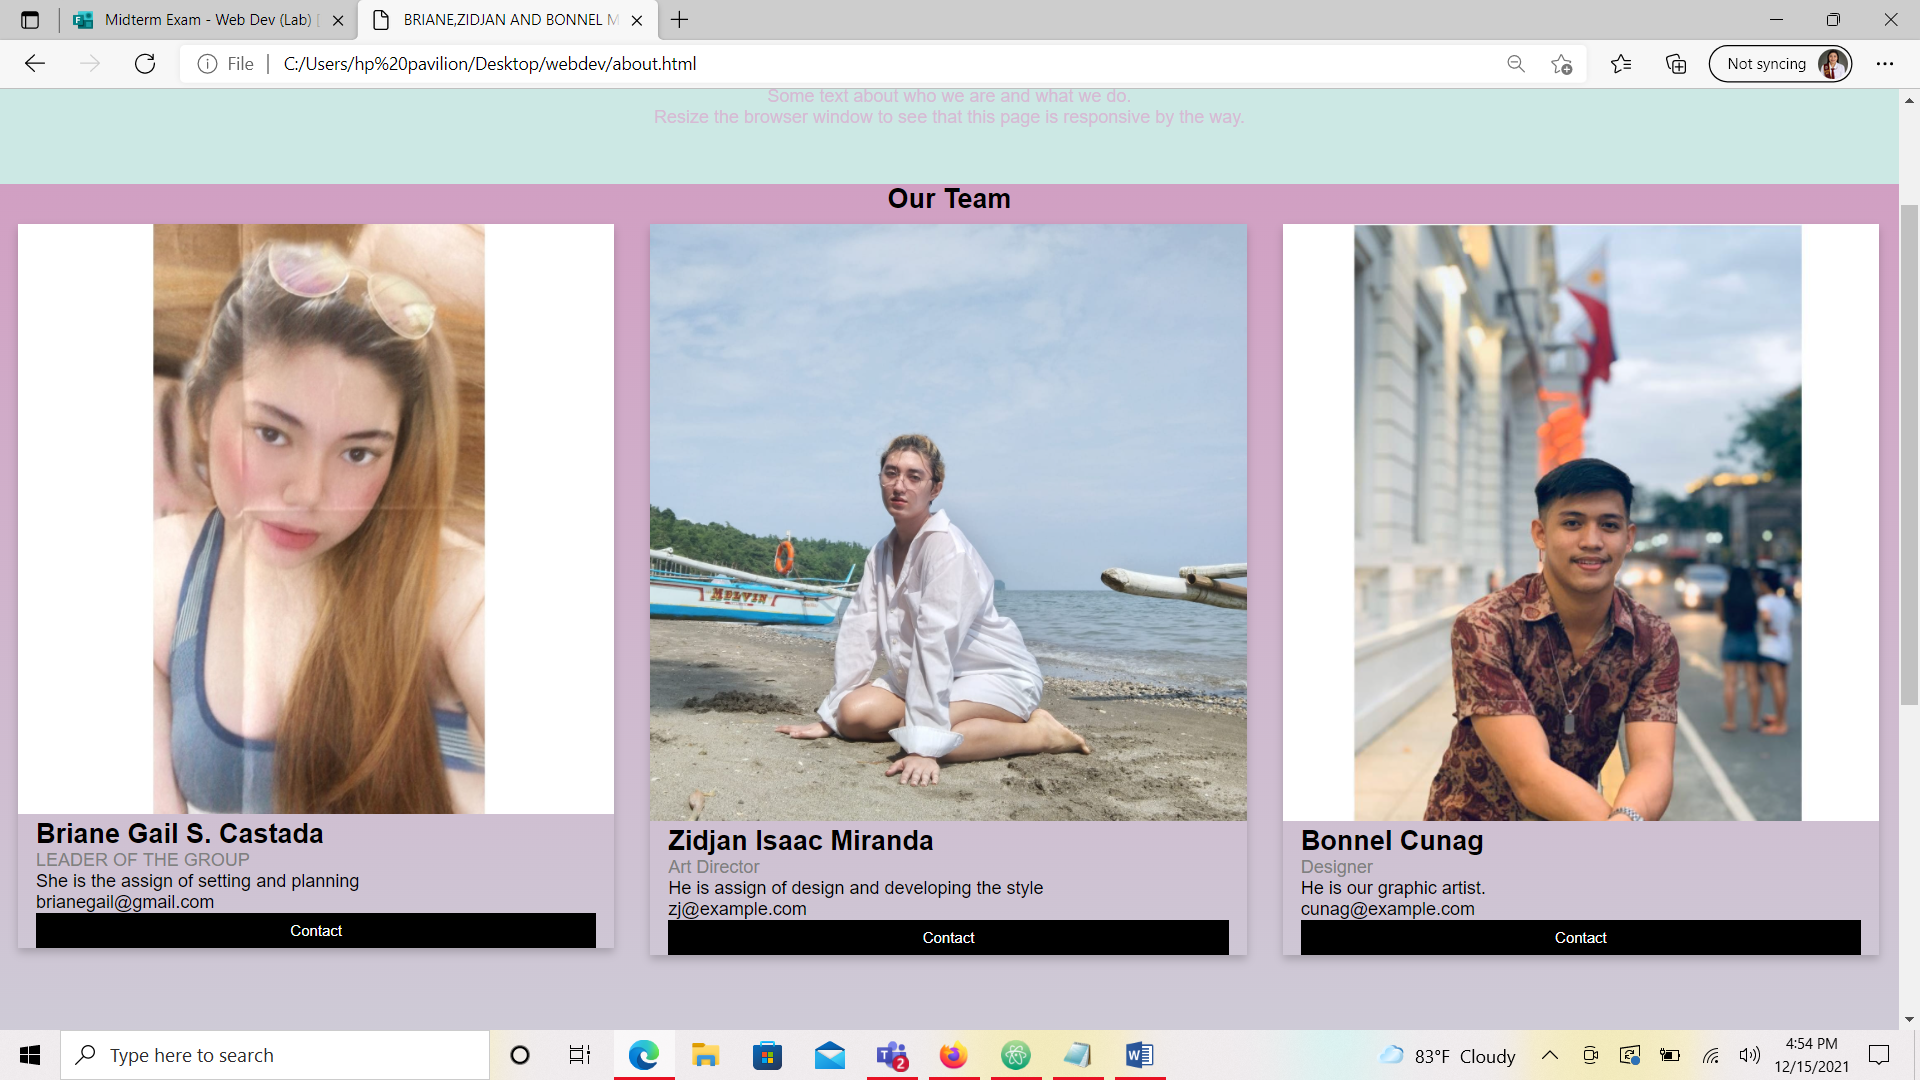 Midterm Exam - Web Dev (Lab)
BRIANE,ZIDJAN AND BONNEL M
File
C:/Users/hp%20pavilion/Desktop/webdev/about.html
Not syncing
Some text about who we are and what we do.
Resize the browser window to see that this page is responsive by the way.
Our Team
MELVIN
Briane Gail S. Castada
LEADER OF THE GROUP
She is the assign of setting and planning
brianegail@gmail.com
Contact
Zidjan Isaac Miranda
Art Director
He is assign of design and developing the style
zj@example.com
Contact
Bonnel Cunag
Designer
He is our graphic artist.
cunag@example.com
Contact
Type here to search
2
83°F Cloudy
4:54 PM
12/15/2021